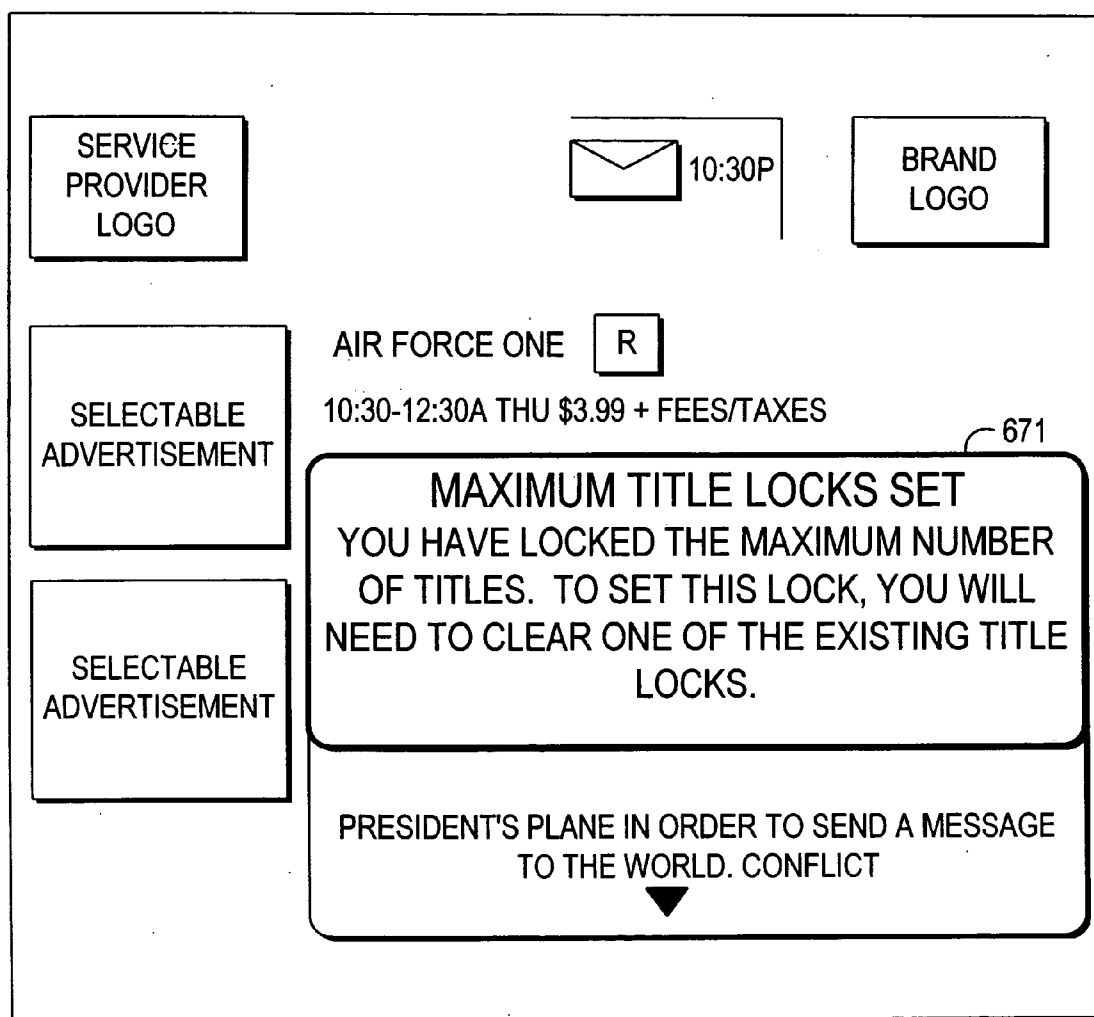 SERVICE
PROVIDER
LOGO
10:30P
BRAND
LOGO
AIR FORCE ONE R
10:30-12:30A THU $3.99 + FEES/TAXES
SELECTABLE
ADVERTISEMENT
671
MAXIMUM TITLE LOCKS SET
YOU HAVE LOCKED THE MAXIMUM NUMBER
OF TITLES. TO SET THIS LOCK, YOU WILL
NEED TO CLEAR ONE OF THE EXISTING TITLE
LOCKS.
SELECTABLE
ADVERTISEMENT
PRESIDENT'S PLANE IN ORDER TO SEND A MESSAGE
TO THE WORLD. CONFLICT